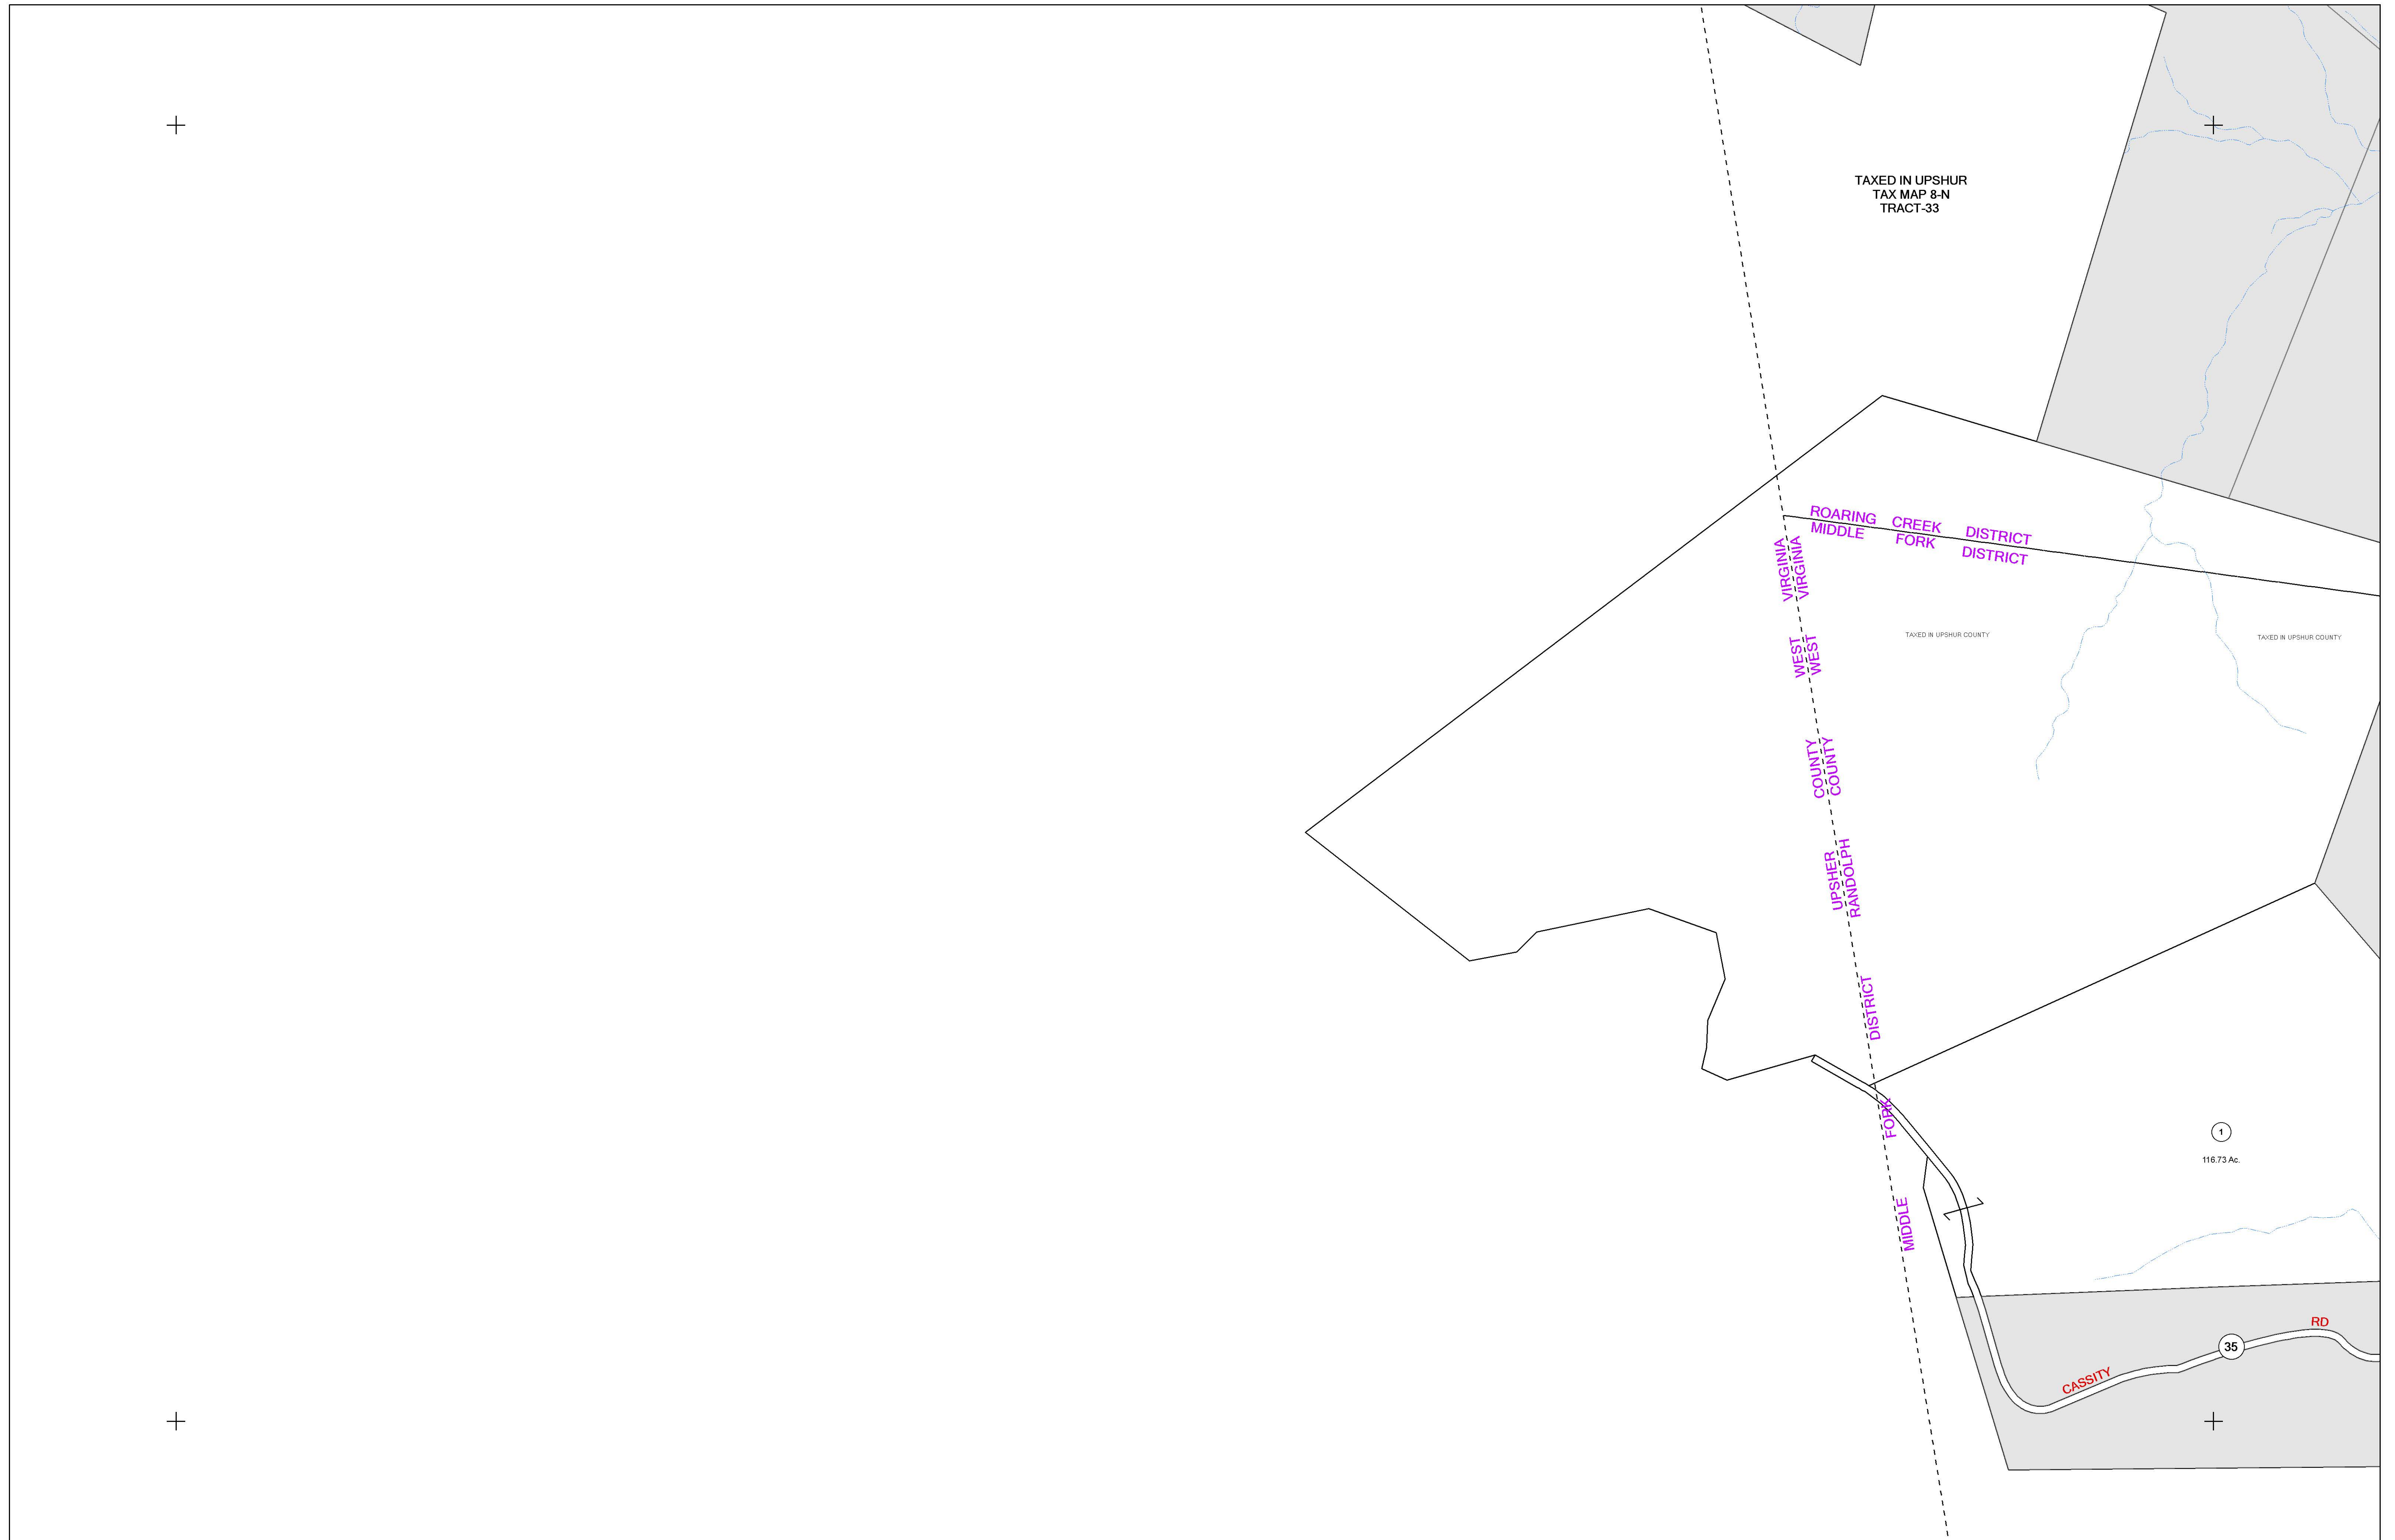 TAXED IN UPSHUR
TAX MAP 8-N
TRACT-33
ROARING CREEK DISTRICT
MIDDLE FORK DISTRICT
UPSHER COUNTY WEST VIRGINIA
MIDDLE FORK DISTRICT RANDOLPH COUNTY WEST VIRGINIA
TAXED IN UPSHUR COUNTY
TAXED IN UPSHUR COUNTY
1
116.73 Ac.
CASSITY RD
35